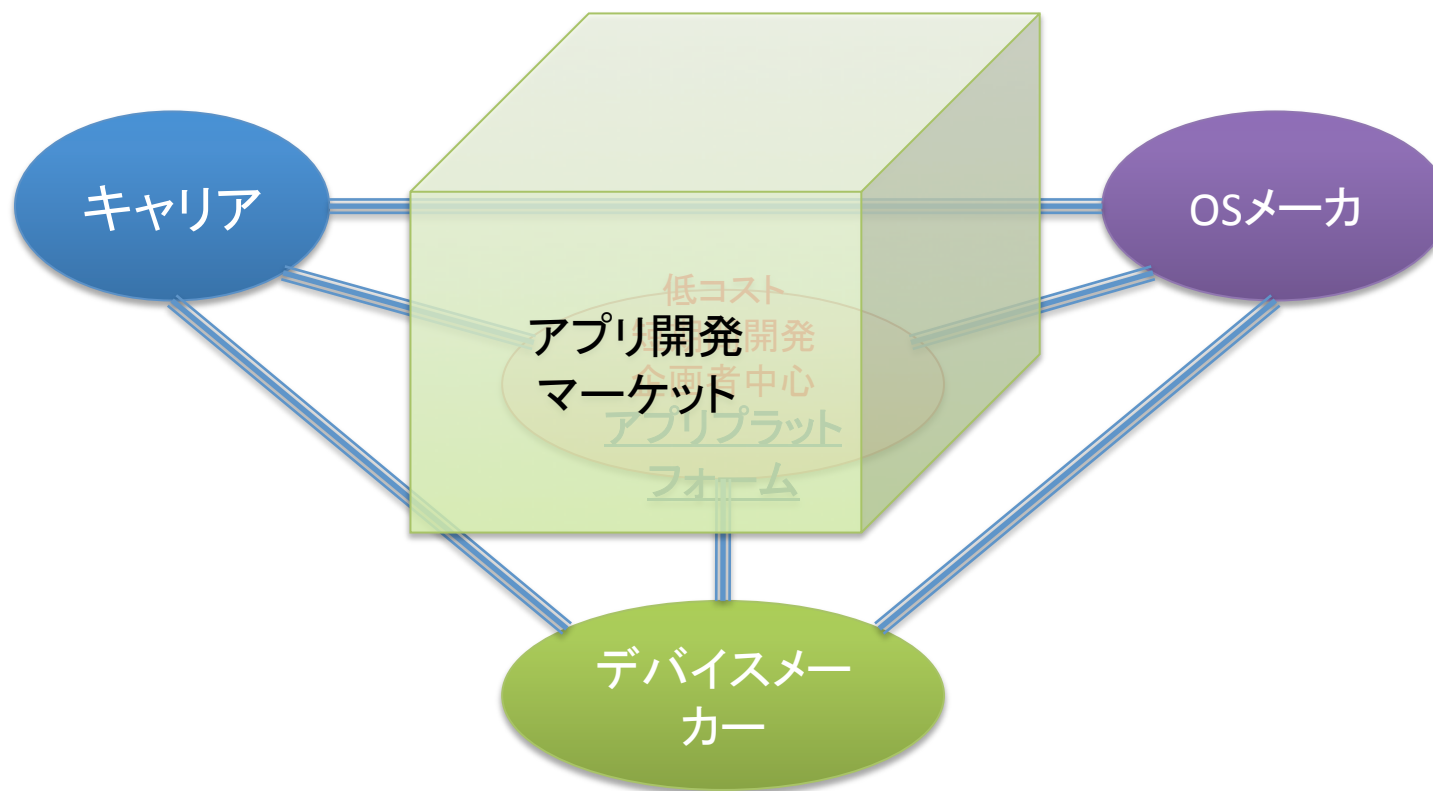 キャリア
OSメーカ
低コスト
開発
企画者中心
アプリプラット
フォーム
アプリ開発
マーケット
デバイスメー
カー